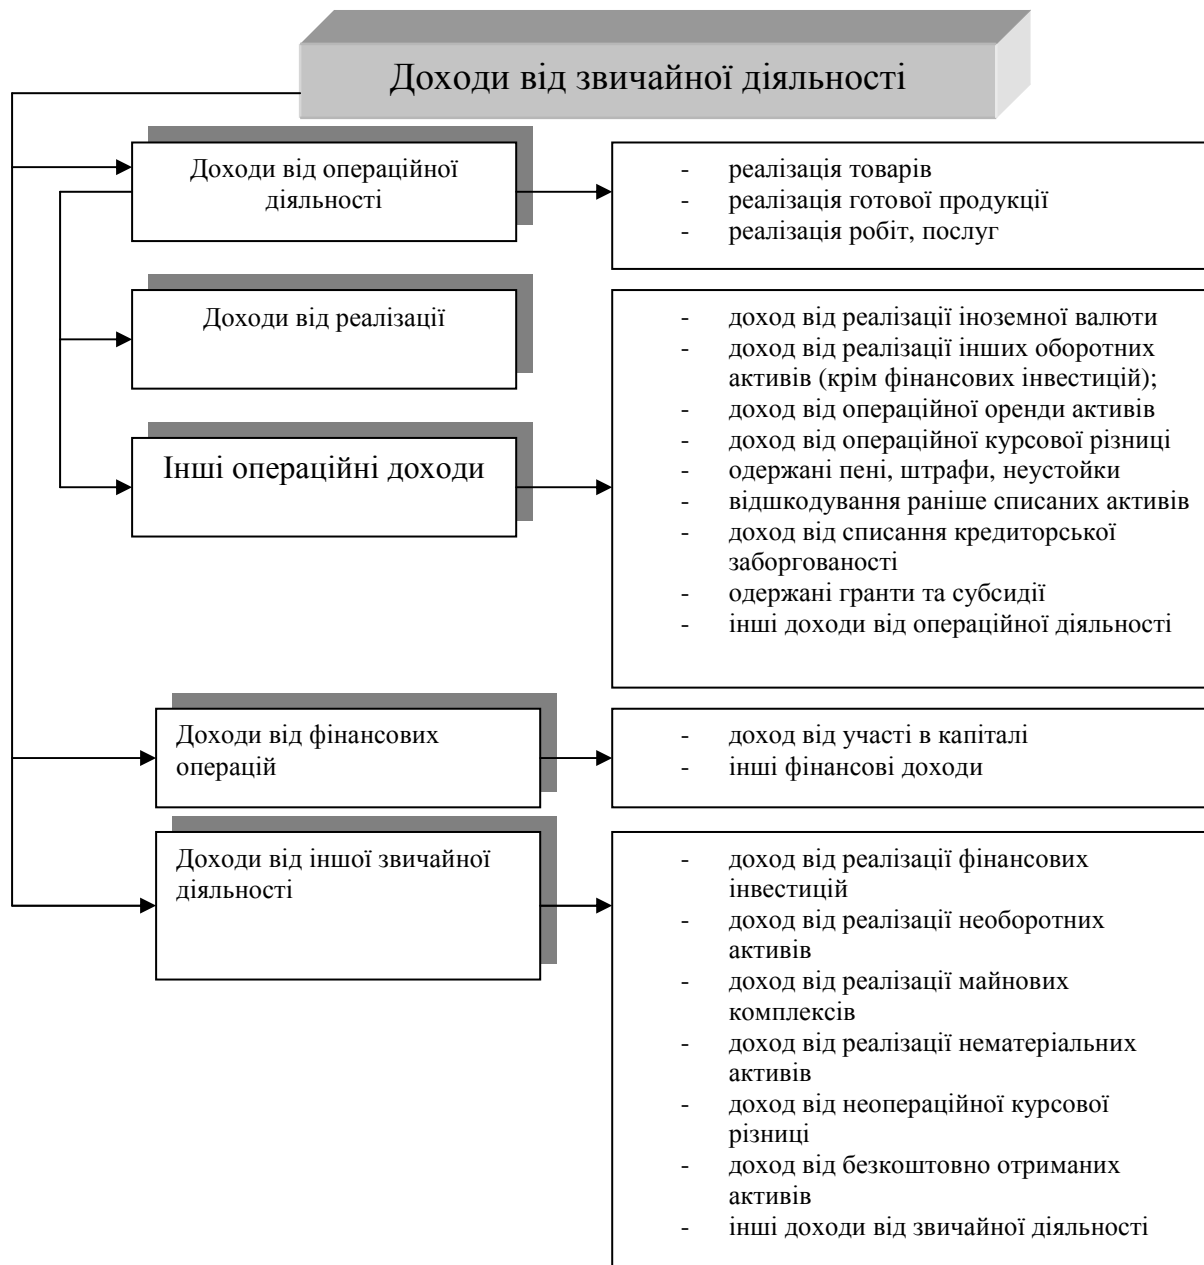 Доходи від звичайної діяльності
Доходи від операційної
діяльності
- реалізація товарів
- реалізація готової продукції
- реалізація робіт, послуг
Доходи від реалізації
Інші операційні доходи
- доход від реалізації іноземної валюти
- доход від реалізації інших оборотних
активів (крім фінансових інвестицій);
- доход від операційної оренди активів
- доход від операційної курсової різниці
- одержані пені, штрафи, неустойки
- відшкодування раніше списаних активів
- доход від списання кредиторської
заборгованості
- одержані гранти та субсидії
- інші доходи від операційної діяльності
Доходи від фінансових
операцій
- доход від участі в капіталі
- інші фінансові доходи
Доходи від іншої звичайної
діяльності
- доход від реалізації фінансових
інвестицій
- доход від реалізації необоротних
активів
- доход від реалізації майнових
комплексів
- доход від реалізації нематеріальних
активів
- доход від неопераційної курсової
різниці
- доход від безкоштовно отриманих
активів
- інші доходи від звичайної діяльності